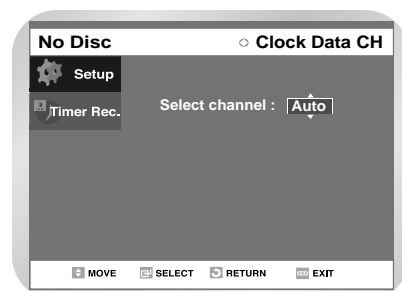 No Disc Clock Data CH
Setup
Timer Rec.
Select channel : Auto
MOVE SELECT RETURN EXIT